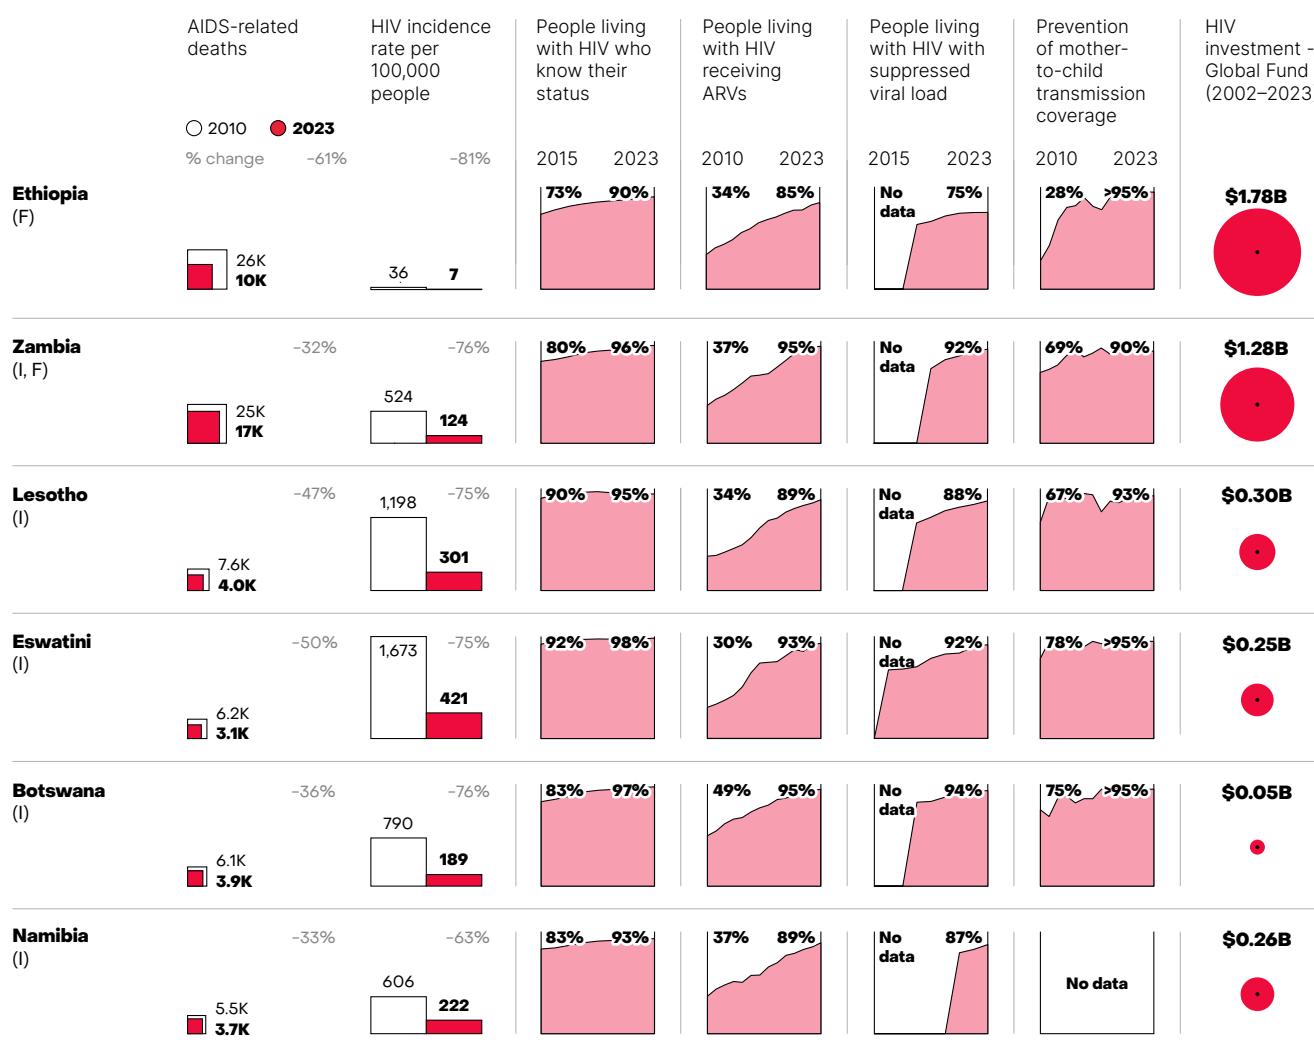 AIDS-related
deaths
HIV incidence
rate per
100,000
people
People living
with HIV who
know their
status
People living
with HIV
receiving
ARVs
People living
with HIV with
suppressed
viral load
Prevention
of mother-
to-child
transmission
coverage
HIV
investment -
Global Fund
(2002–2023
2010 2023
% change -61% -81% 2015 2023 2010 2023 2015 2023 2010 2023
Ethiopia
(F)
26K
10K
36 7
73% 90%
34% 85%
No
data
75%
28% >95%
$1.78B
Zambia
(I, F)
-32%
25K
17K
-76%
524
124
80% 96%
37% 95%
No
data
92%
69% 90%
$1.28B
Lesotho
(I)
-47%
7.6K
4.0K
-75%
1,198
301
90% 95%
34% 89%
No
data
88%
67% 93%
$0.30B
Eswatini
(I)
-50%
6.2K
3.1K
-75%
1,673
421
92% 98%
30% 93%
No
data
92%
78% >95%
$0.25B
Botswana
(I)
-36%
6.1K
3.9K
-76%
790
189
83% 97%
49% 95%
No
data
94%
75% >95%
$0.05B
Namibia
(I)
-33%
5.5K
3.7K
-63%
606
222
83% 93%
37% 89%
No
data
87%
No data
$0.26B